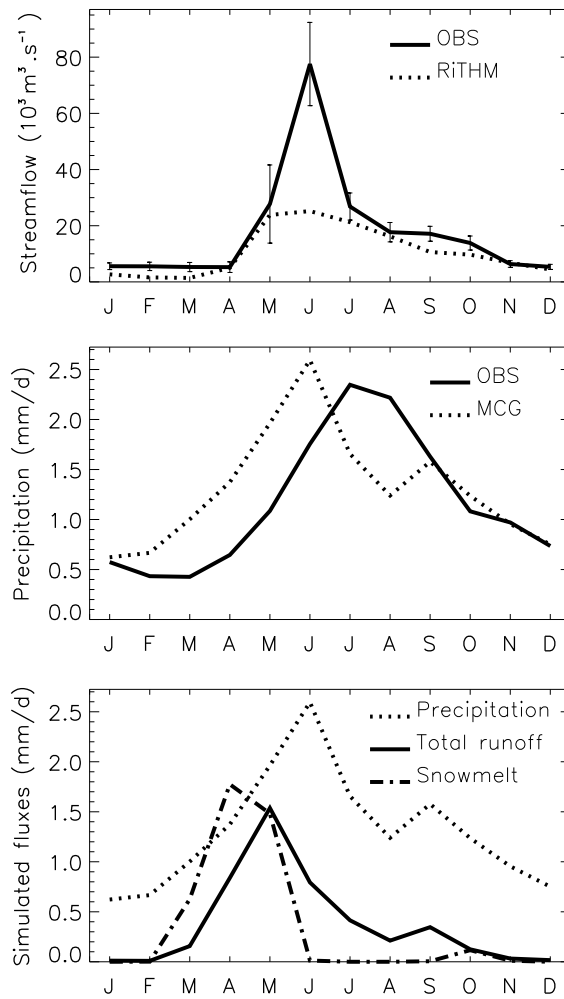 Streamflow (10³ m³ .s⁻¹)
80
60
40
20
0
OBS
RiTHM
J F M A M J J A S O N D
Precipitation (mm/d)
2.5
2.0
1.5
1.0
0.5
0.0
OBS
MCG
J F M A M J J A S O N D
Simulated fluxes (mm/d)
2.5
2.0
1.5
1.0
0.5
0.0
Precipitation
Total runoff
Snowmelt
J F M A M J J A S O N D